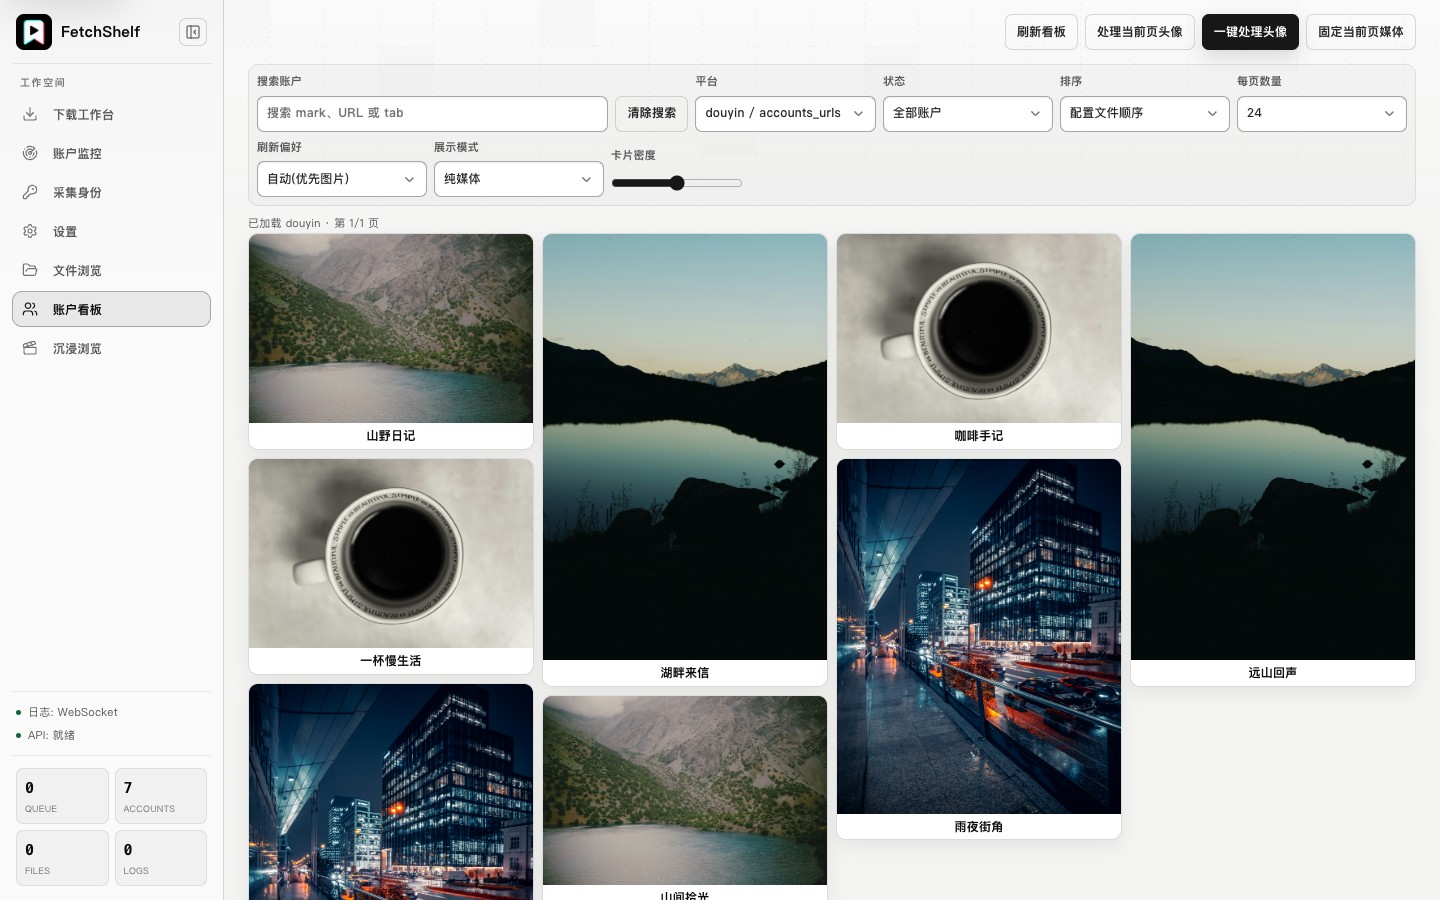 FetchShelf
工作空间
下载工作台
账户监控
采集身份
设置
文件浏览
账户看板
沉浸浏览
日志: WebSocket
API: 就绪
0
QUEUE
7
ACCOUNTS
0
FILES
0
LOGS
刷新看板
处理当前页头像
一键处理头像
固定当前页媒体
搜索账户
搜索 mark、URL 或 tab
清除搜索
平台
douyin / accounts_urls
状态
全部账户
排序
配置文件顺序
每页数量
24
刷新偏好
自动(优先图片)
展示模式
纯媒体
卡片密度
已加载 douyin · 第 1/1 页
山野日记
湖畔来信
咖啡手记
远山回声
一杯慢生活
雨夜街角
山间拾光